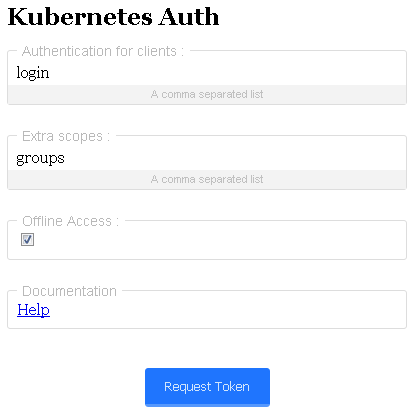 Kubernetes Auth
Authentication for clients :
login
A comma separated list
Extra scopes :
groups
A comma separated list
Offline Access :
Documentation
Help
Request Token